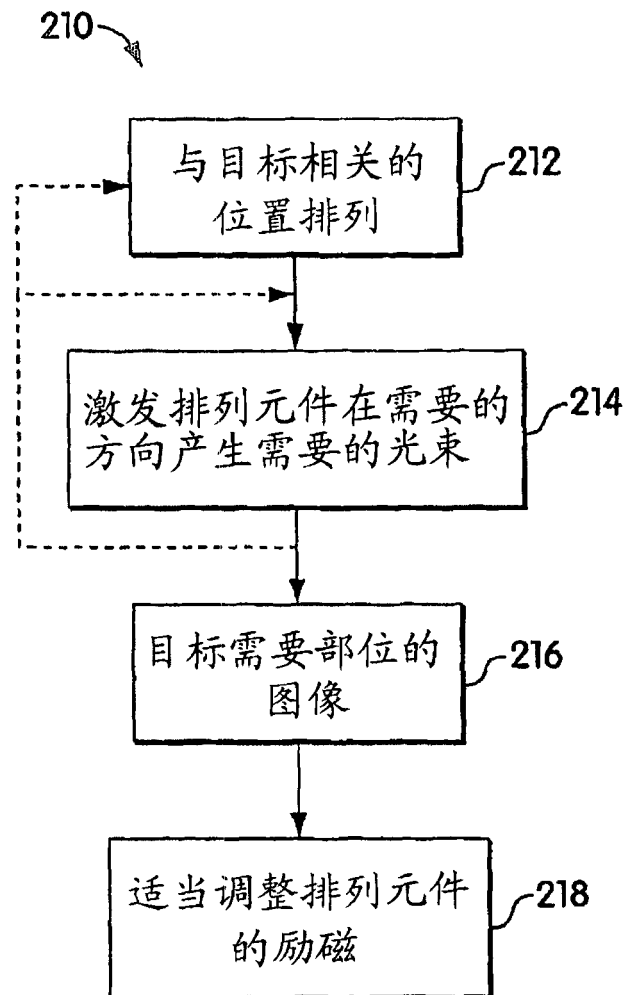 210
与目标相关的
位置排列
212
激发排列元件在需要的
方向产生需要的光束
214
目标需要部位的
图像
216
适当调整排列元件
的励磁
218